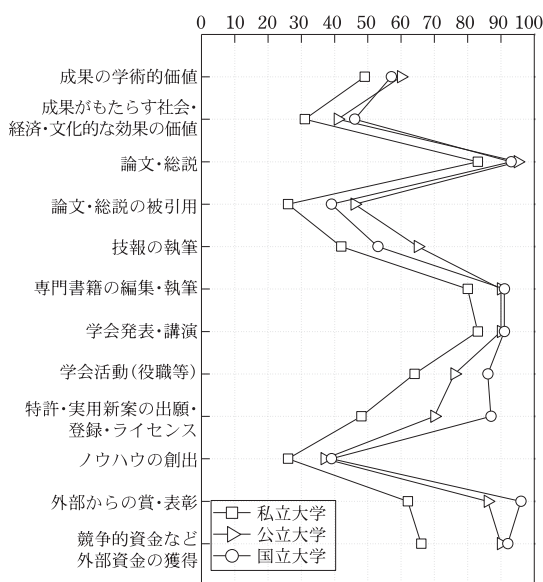 0 10 20 30 40 50 60 70 80 90 100
成果の学術的価値
成果がもたらす社会・
経済・文化的な効果の価値
論文・総説
論文・総説の被引用
技報の執筆
専門書籍の編集・執筆
学会発表・講演
学会活動(役職等)
特許・実用新案の出願・
登録・ライセンス
ノウハウの創出
外部からの賞・表彰
競争的資金など
外部資金の獲得
私立大学
公立大学
国立大学